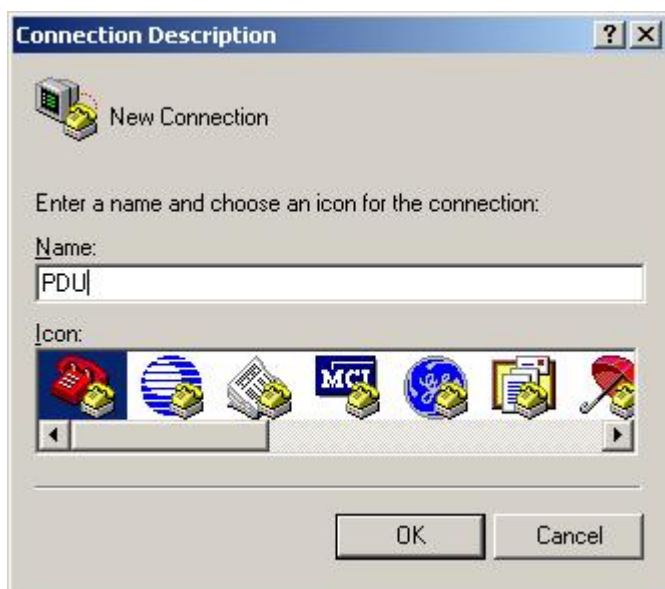 Connection Description
New Connection
Enter a name and choose an icon for the connection:
Name:
PDU
Icon:
MCI
OK Cancel